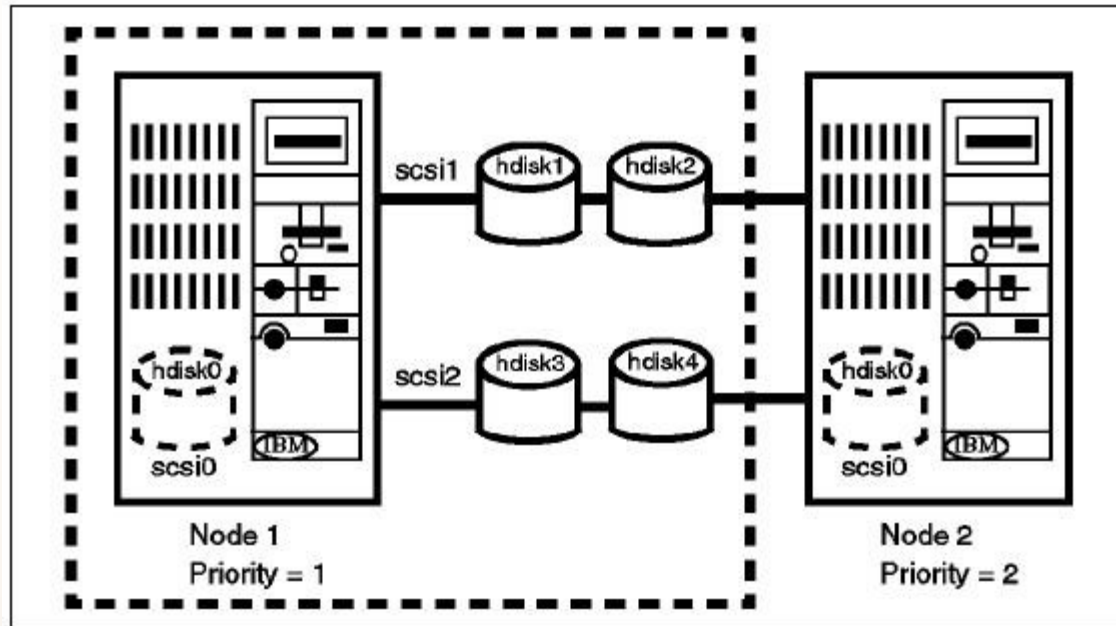 scsi1
hdisk1
hdisk2
scsi2
hdisk3
hdisk4
hdisk0
IBM
scsi0
Node 1
Priority = 1
hdisk0
IBM
scsi0
Node 2
Priority = 2